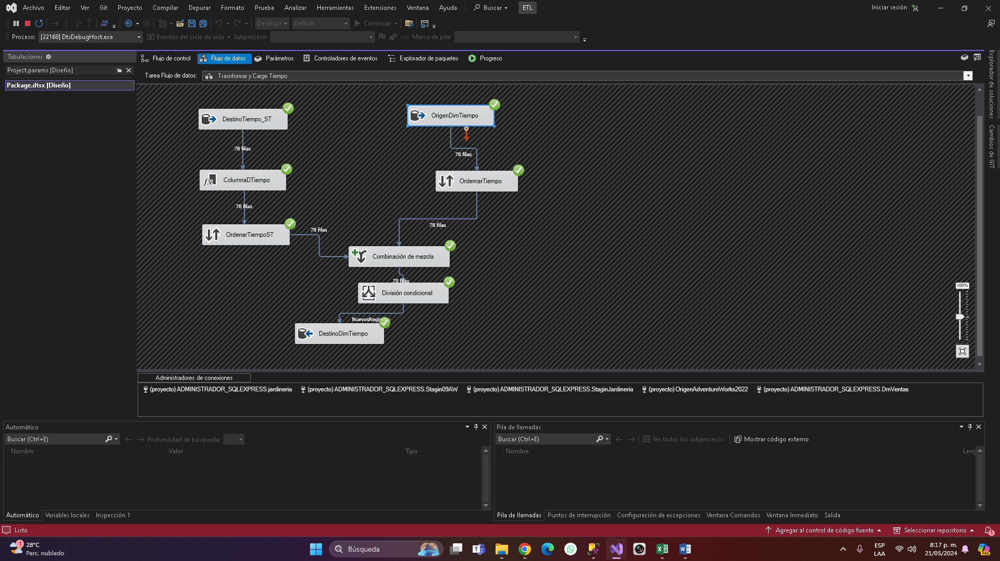 Archivo Editar Ver Git Proyecto Compilar Depurar Formato Prueba Analizar Herramientas Extensiones Ventana Ayuda Buscar ETL Iniciar sesión
Developi Default Continuar
Proceso: [22168] DtsDebugHost.exe Eventos del ciclo de vida Subproceso: Marco de pila:
Tabulaciones
Project.params [Diseño]
Package.dtsx [Diseño]
Flujo de control Flujo de datos Parámetros Controladores de eventos Explorador de paquetes Progreso
Tarea Flujo de datos: Trasnformar y Carge Tiempo
Explorador de soluciones
Cambios de GIT
DestinoTiempo_ST
OrigenDimTiempo
78 filas
78 filas
ColumnaDTiempo
OrdernarTiempo
78 filas
78 filas
OrdenarTiempoST
78 filas
Combinación de mezcla
78 filas
División condicional
DestinoDimTiempo
100%
Administradores de conexiones
(proyecto) ADMINISTRADOR_SQLEXPRESS.jardineria (proyecto) ADMINISTRADOR_SQLEXPRESS.Stagin09AW (proyecto) ADMINISTRADOR_SQLEXPRESS.StaginJardineria (proyecto) OrigenAdventureWorks2022 (proyecto) ADMINISTRADOR_SQLEXPRESS.DmVentas
Automático
Buscar (Ctrl+E) Profundidad de búsqueda:
Nombre Valor Tipo
Automático Variables locales Inspección 1
Pila de llamadas
Buscar (Ctrl+E) Ver todos los subprocesos Mostrar código externo
Nombre Leng
Pila de llamadas Puntos de interrupción Configuración de excepciones Ventana Comandos Ventana Inmediato Salida
Listo Agregar al control de código fuente Seleccionar repositorio 1
1 28°C
Parc. nublado
Búsqueda
ESP
LAA
8:17 p. m.
21/05/2024
PRE